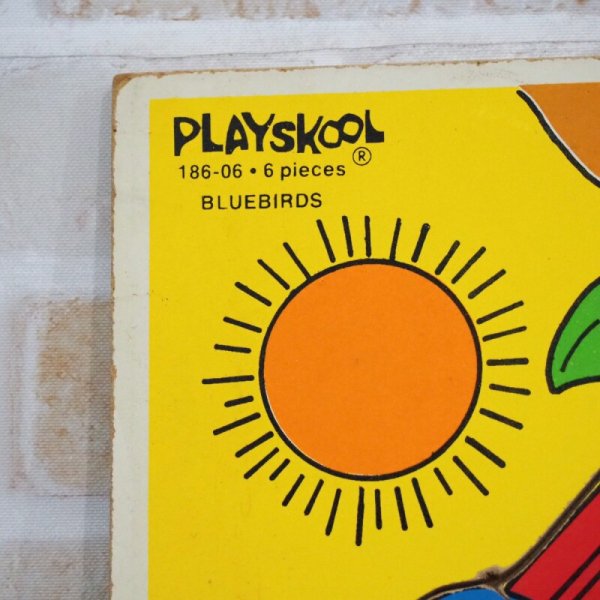 PLAYSKOOL®
186-06 • 6 pieces
BLUEBIRDS